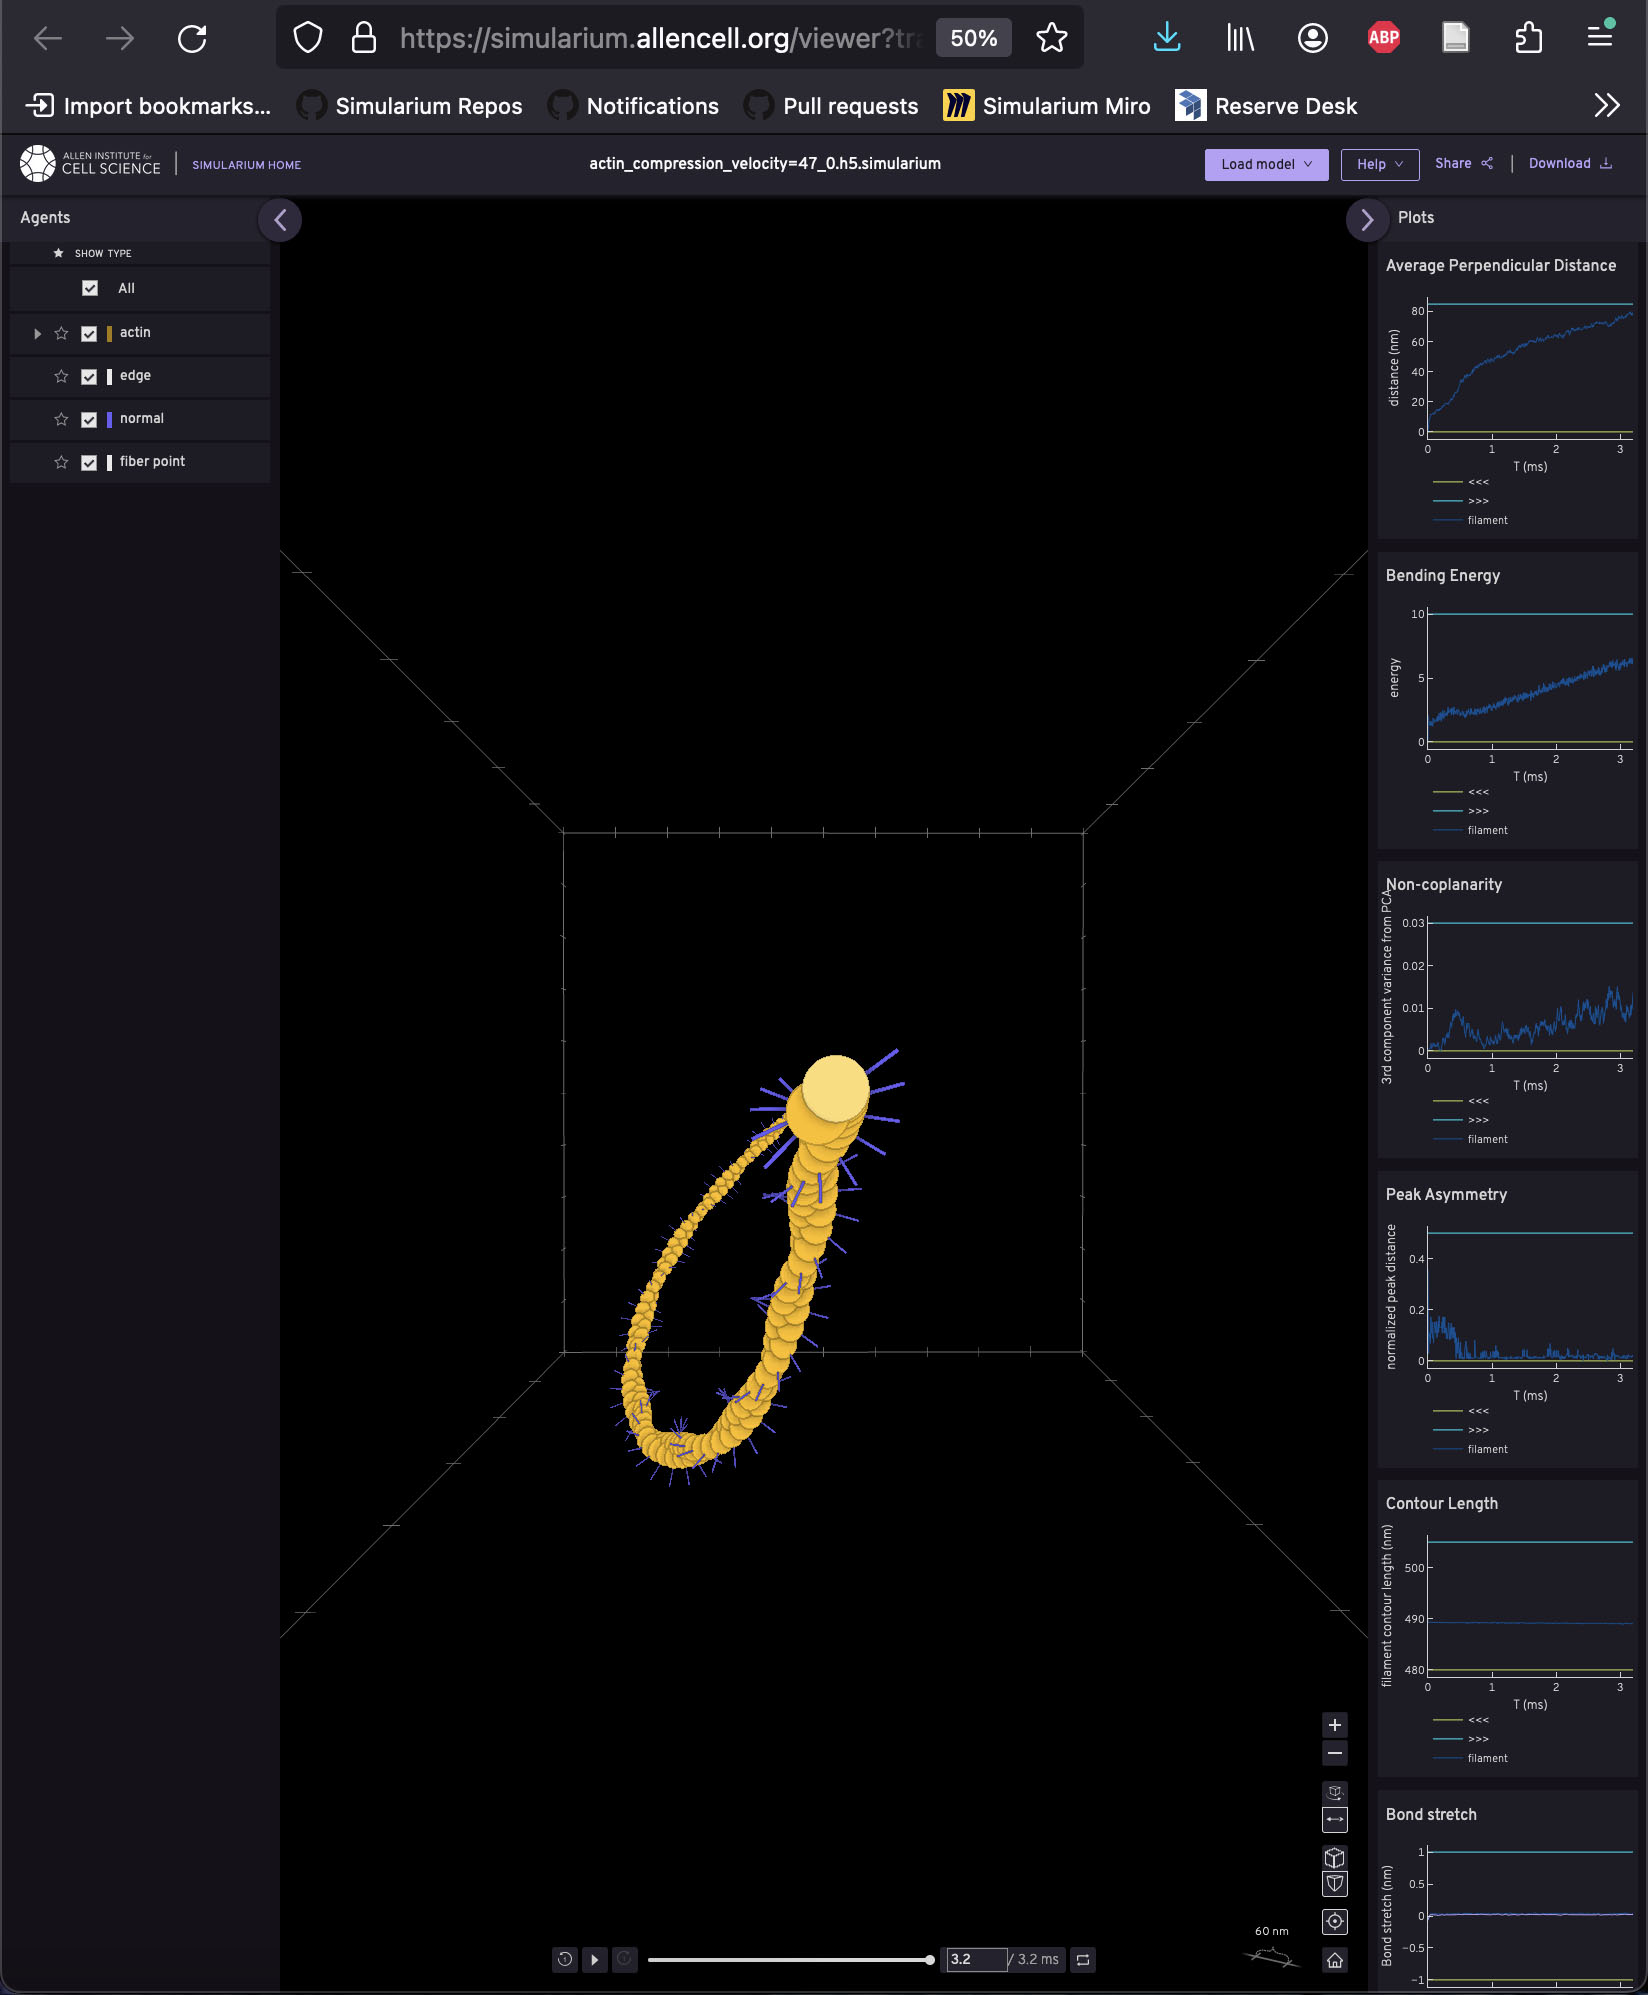 https://simularium.allencell.org/viewer?tra
50%
ABP
Import bookmarks...
Simularium Repos
Notifications
Pull requests
Simularium Miro
Reserve Desk
ALLEN INSTITUTE for
CELL SCIENCE
SIMULARIUM HOME
actin_compression_velocity=47_0.h5.simularium
Load model
Help
Share
Download
Agents
SHOW TYPE
All
actin
edge
normal
fiber point
60 nm
3.2 / 3.2 ms
Plots
Average Perpendicular Distance
distance (nm)
80
60
40
20
0
0 1 2 3
T (ms)
<<<
>>>
filament
Bending Energy
energy
10
5
0
0 1 2 3
T (ms)
<<<
>>>
filament
Non-coplanarity
3rd component variance from PCA
0.03
0.02
0.01
0
0 1 2 3
T (ms)
<<<
>>>
filament
Peak Asymmetry
normalized peak distance
0.4
0.2
0
0 1 2 3
T (ms)
<<<
>>>
filament
Contour Length
filament contour length (nm)
500
490
480
0 1 2 3
T (ms)
<<<
>>>
filament
Bond stretch
Bond stretch (nm)
1
0.5
0
−0.5
−1